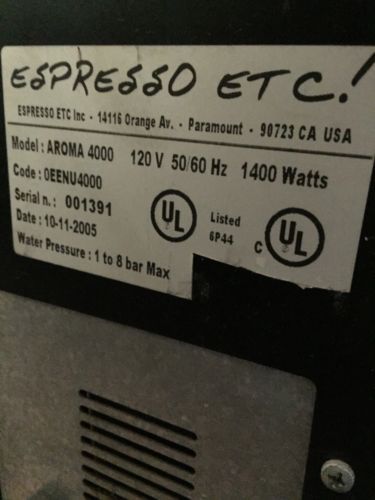 ESPRESSO ETC.!
ESPRESSO ETC Inc - 14116 Orange Av. - Paramount - 90723 CA USA
Model : AROMA 4000 120 V 50/60 Hz 1400 Watts
Code : 0EENU4000
Serial n. : 001391
Date : 10-11-2005
Water Pressure : 1 to 8 bar Max
UL
Listed
6P44
C UL